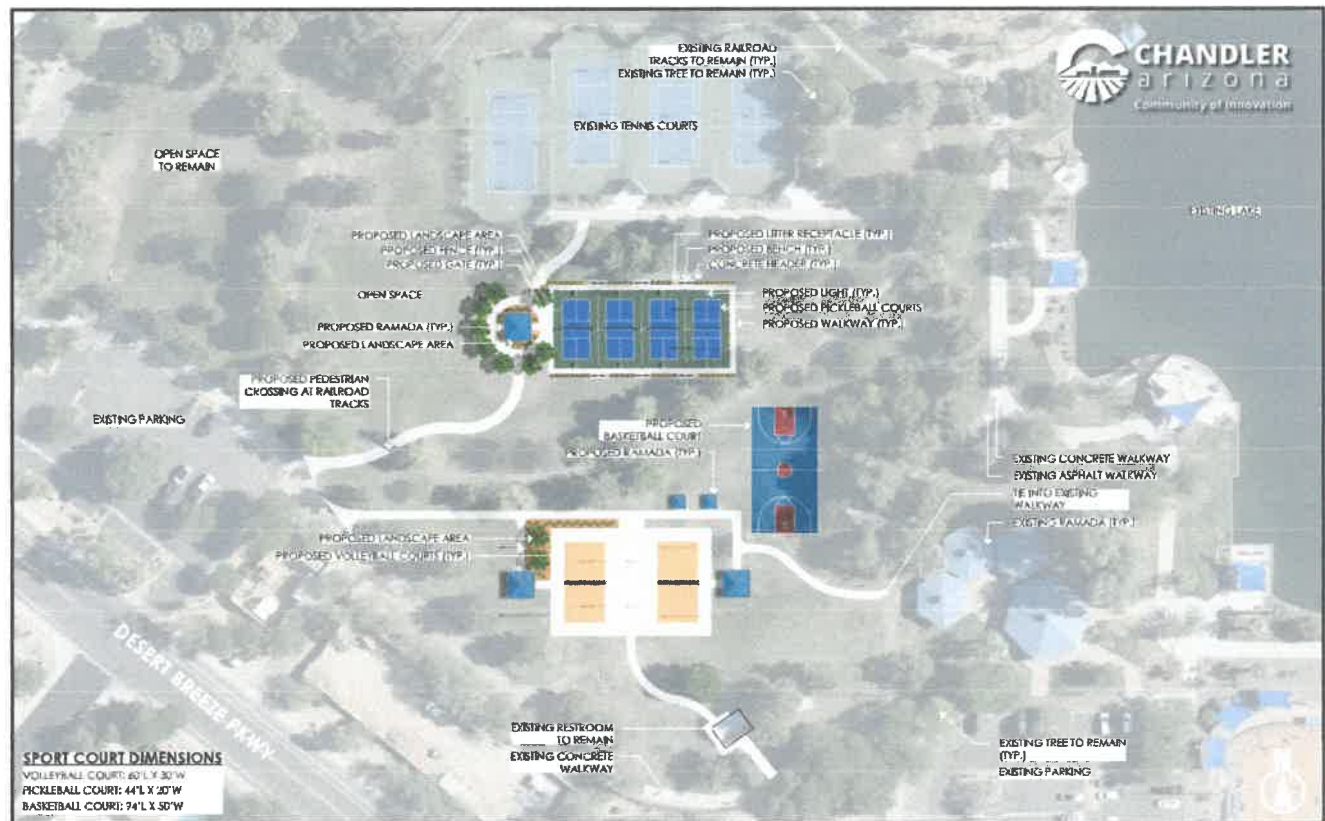 CHANDLER
arizona
Community of Innovation
EXISTING RAILROAD
TRACKS TO REMAIN (TYP.)
EXISTING TREE TO REMAIN (TYP.)
EXISTING TENNIS COURTS
OPEN SPACE
TO REMAIN
EXISTING LAKE
PROPOSED LANDSCAPE AREA
PROPOSED FENCE (TYP.)
PROPOSED GATE (TYP.)
PROPOSED LITTER RECEPTACLE (TYP.)
PROPOSED BENCH (TYP.)
CONCRETE HEADER (TYP.)
OPEN SPACE
PROPOSED RAMADA (TYP.)
PROPOSED LANDSCAPE AREA
PROPOSED LIGHT (TYP.)
PROPOSED PICKLEBALL COURTS
PROPOSED WALKWAY (TYP.)
PROPOSED PEDESTRIAN
CROSSING AT RAILROAD
TRACKS
EXISTING PARKING
PROPOSED
BASKETBALL COURT
PROPOSED RAMADA (TYP.)
EXISTING CONCRETE WALKWAY
EXISTING ASPHALT WALKWAY
TIE INTO EXISTING
WALKWAY
EXISTING RAMADA (TYP.)
PROPOSED LANDSCAPE AREA
PROPOSED VOLLEYBALL COURTS (TYP.)
DESERT BREEZE PKWY
EXISTING RESTROOM
TO REMAIN
EXISTING CONCRETE
WALKWAY
EXISTING TREE TO REMAIN
(TYP.)
EXISTING PARKING
SPORT COURT DIMENSIONS
VOLLEYBALL COURT: 60'L X 30'W
PICKLEBALL COURT: 44'L X 20'W
BASKETBALL COURT: 94'L X 50'W